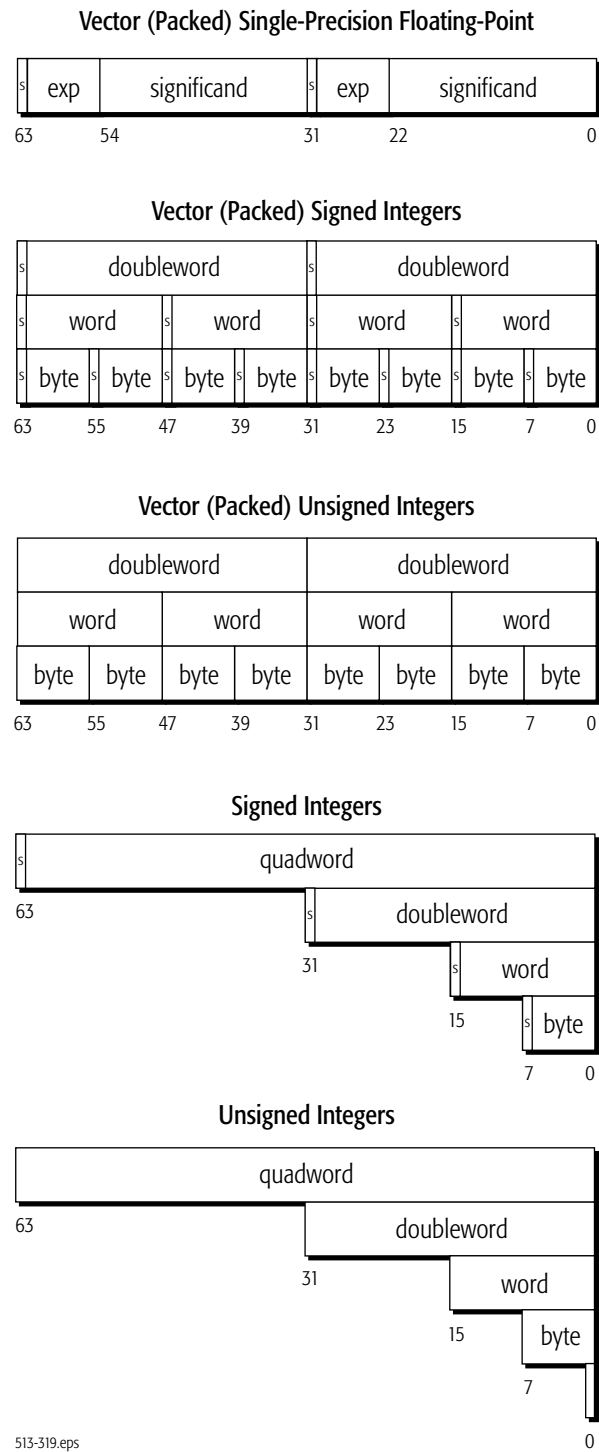 Vector (Packed) Single-Precision Floating-Point
s exp significand s exp significand
63 54 31 22 0
Vector (Packed) Signed Integers
s doubleword s doubleword
s word s word s word s word
s byte s byte s byte s byte s byte s byte s byte s byte
63 55 47 39 31 23 15 7 0
Vector (Packed) Unsigned Integers
doubleword doubleword
word word word word
byte byte byte byte byte byte byte byte
63 55 47 39 31 23 15 7 0
Signed Integers
s quadword
63 s doubleword
31 s word
15 s byte
7 0
Unsigned Integers
quadword
63 doubleword
31 word
15 byte
7
513-319.eps 0